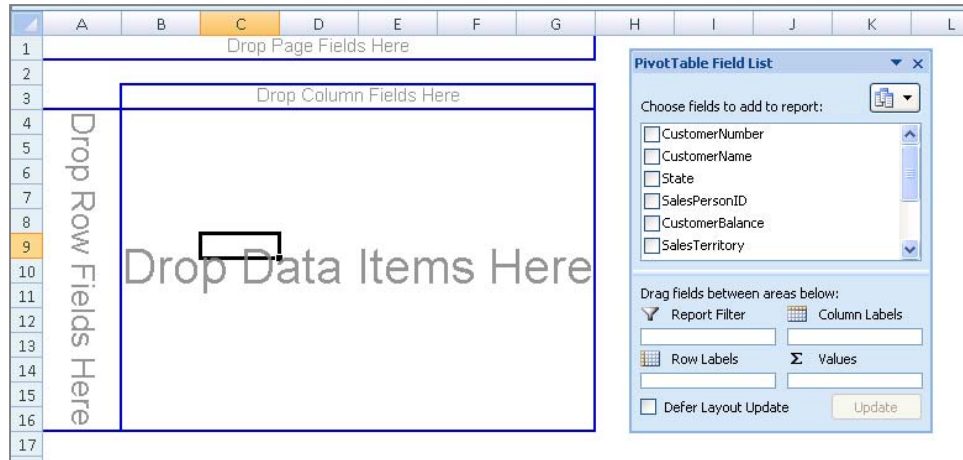 A B C D E F G H I J K L
1 Drop Page Fields Here
2
3 Drop Column Fields Here
4
5
6
7
8
9
10
11
12
13
14
15
16
17
Drop Row Fields Here
Drop Data Items Here
PivotTable Field List
Choose fields to add to report:
CustomerNumber
CustomerName
State
SalesPersonID
CustomerBalance
SalesTerritory
Drag fields between areas below:
Report Filter Column Labels
Row Labels Σ Values
Defer Layout Update Update